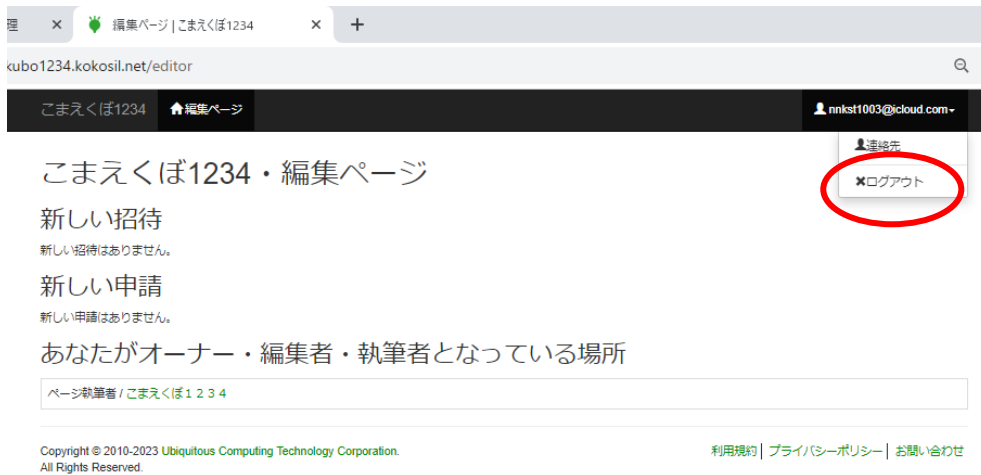 理 × 編集ページ | こまえくぼ1234 × +
kubo1234.kokosil.net/editor
こまえくぼ1234 編集ページ nnkst1003@icloud.com
連絡先
こまえくぼ1234・編集ページ
×ログアウト
新しい招待
新しい招待はありません。
新しい申請
新しい申請はありません。
あなたがオーナー・編集者・執筆者となっている場所
ページ執筆者 / こまえくぼ１２３４
Copyright © 2010-2023 Ubiquitous Computing Technology Corporation. 利用規約 | プライバシーポリシー | お問い合わせ
All Rights Reserved.